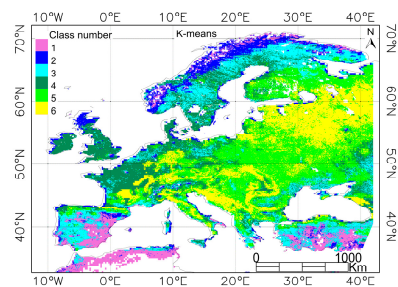 10°W 0°E 10°E 20°E 30°E 40°E
Class number
K-means
N
1
2
3
4
5
6
70°N 70°N
60°N 60°N
50°N 50°N
40°N 40°N
0 1000
Km
10°W 0°E 10°E 20°E 30°E 40°E